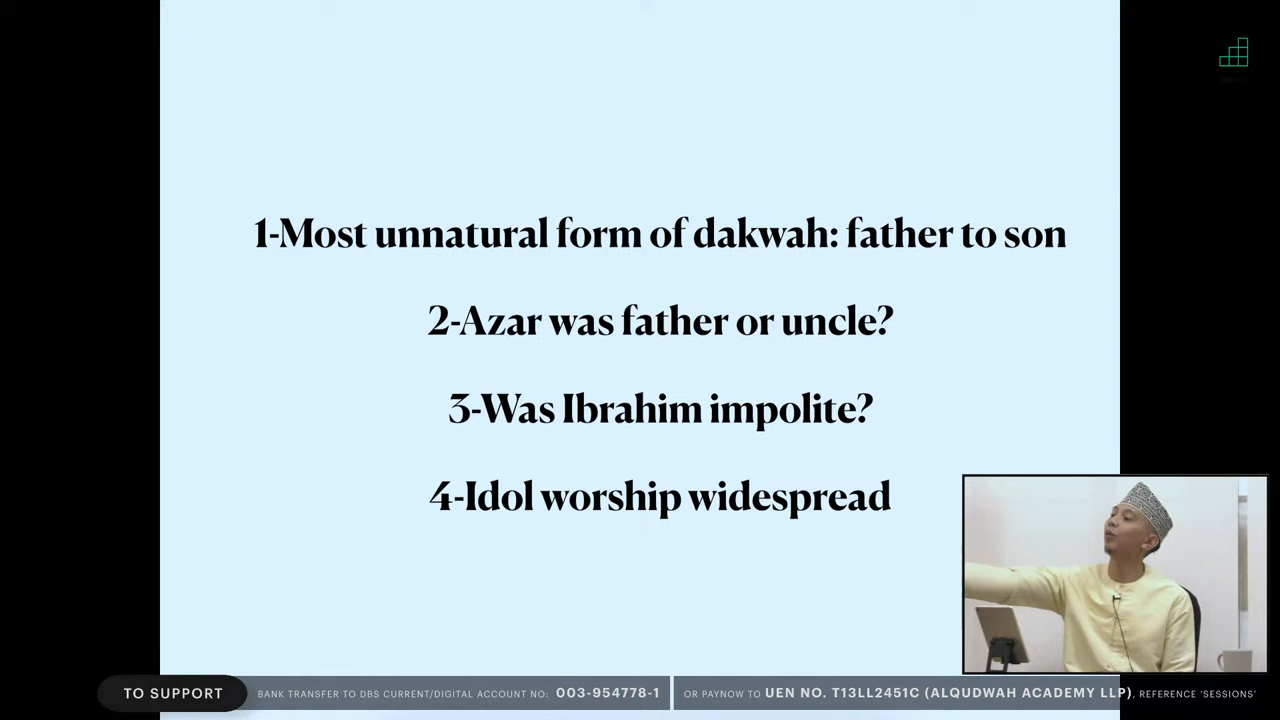 1-Most unnatural form of dakwah: father to son
2-Azar was father or uncle?
3-Was Ibrahim impolite?
4-Idol worship widespread
TO SUPPORT BANK TRANSFER TO DBS CURRENT/DIGITAL ACCOUNT NO: 003-954778-1 OR PAYNOW TO UEN NO. T13LL2451C (ALQUDWAH ACADEMY LLP), REFERENCE 'SESSIONS'